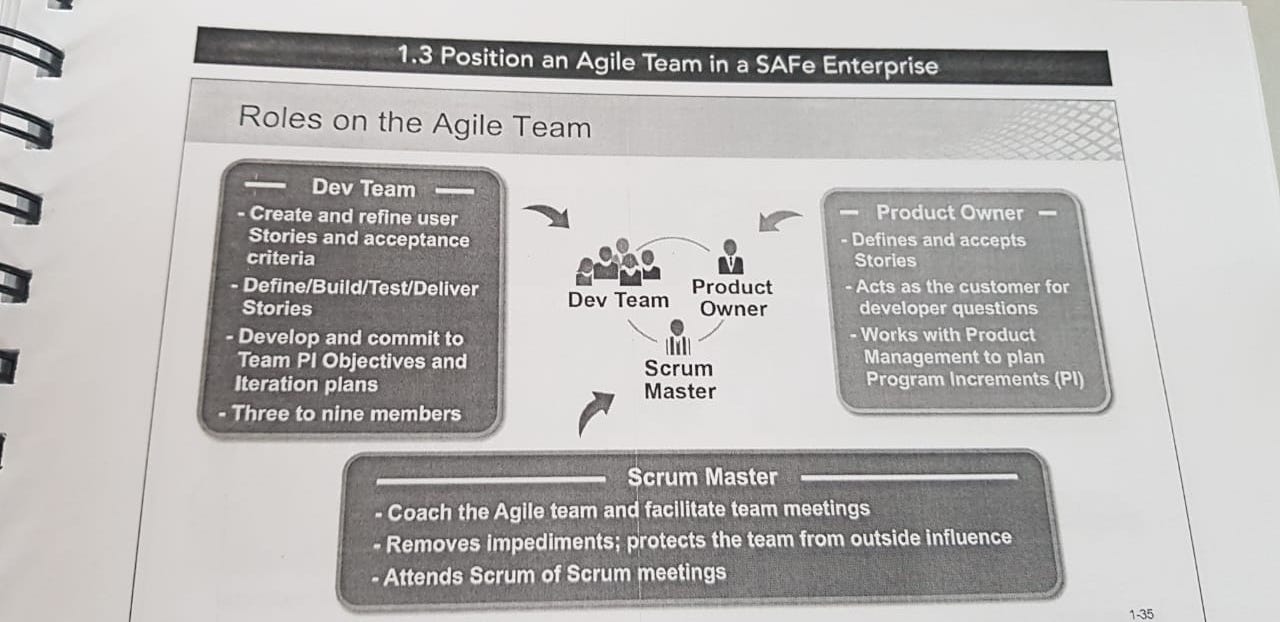 1.3 Position an Agile Team in a SAFe Enterprise
Roles on the Agile Team
Dev Team
- Create and refine user
Stories and acceptance
criteria
- Define/Build/Test/Deliver
Stories
- Develop and commit to
Team PI Objectives and
Iteration plans
- Three to nine members
Dev Team
Product
Owner
Scrum
Master
Product Owner
- Defines and accepts
Stories
- Acts as the customer for
developer questions
- Works with Product
Management to plan
Program Increments (PI)
Scrum Master
- Coach the Agile team and facilitate team meetings
- Removes impediments; protects the team from outside influence
- Attends Scrum of Scrum meetings
1-35